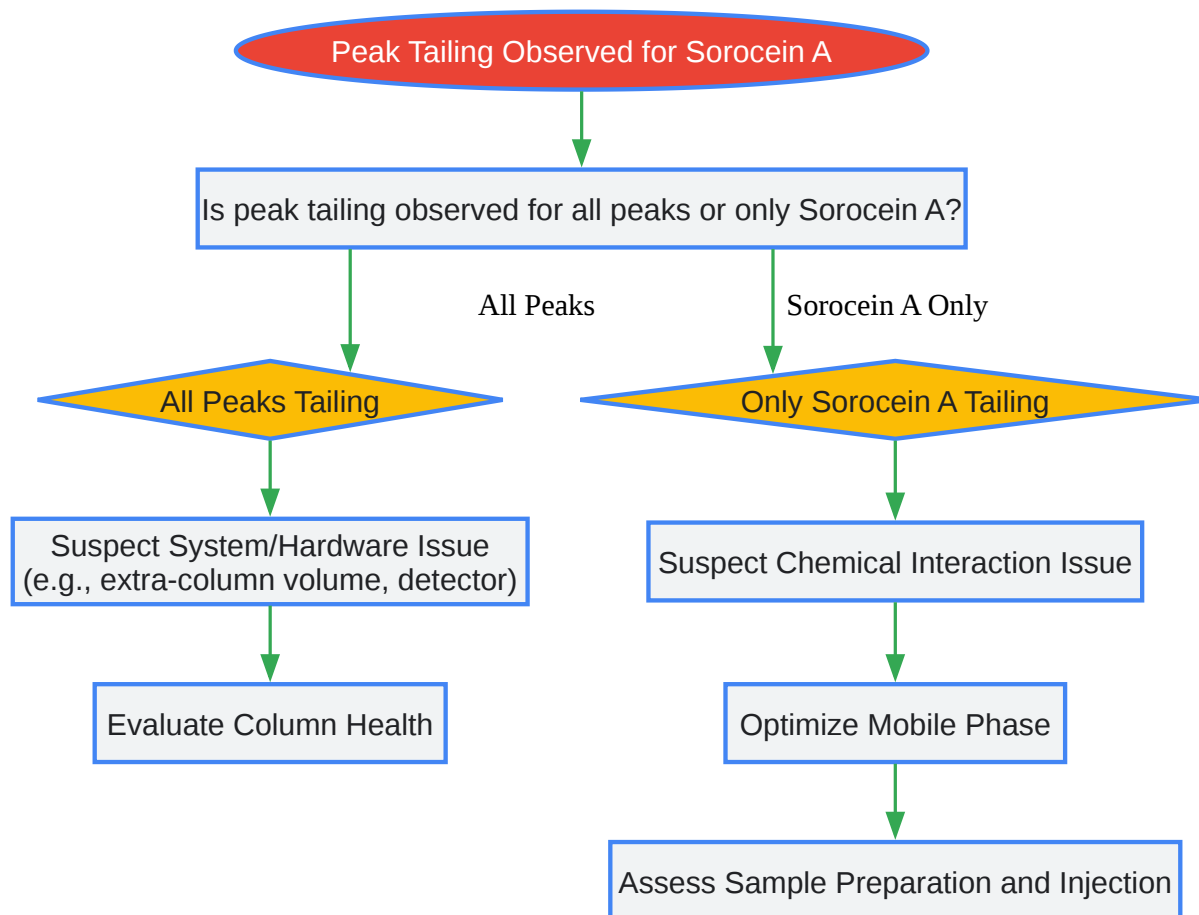 Peak Tailing Observed for Sorocein A
Is peak tailing observed for all peaks or only Sorocein A?
All Peaks
Sorocein A Only
All Peaks Tailing
Only Sorocein A Tailing
Suspect System/Hardware Issue
(e.g., extra-column volume, detector)
Suspect Chemical Interaction Issue
Evaluate Column Health
Optimize Mobile Phase
Assess Sample Preparation and Injection